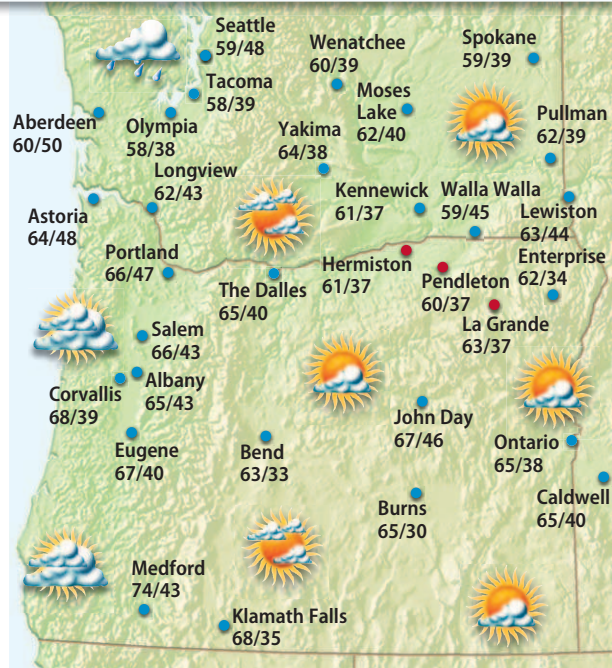 Seattle
59/48
Wenatchee
60/39
Spokane
59/39
Tacoma
58/39
Moses
Lake
62/40
Aberdeen
60/50
Olympia
58/38
Yakima
64/38
Pullman
62/39
Longview
62/43
Kennewick
61/37
Walla Walla
59/45
Lewiston
63/44
Astoria
64/48
Portland
66/47
The Dalles
65/40
Hermiston
61/37
Pendleton
60/37
Enterprise
62/34
La Grande
63/37
Salem
66/43
Corvallis
68/39
Albany
65/43
John Day
67/46
Eugene
67/40
Bend
63/33
Ontario
65/38
Burns
65/30
Caldwell
65/40
Medford
74/43
Klamath Falls
68/35